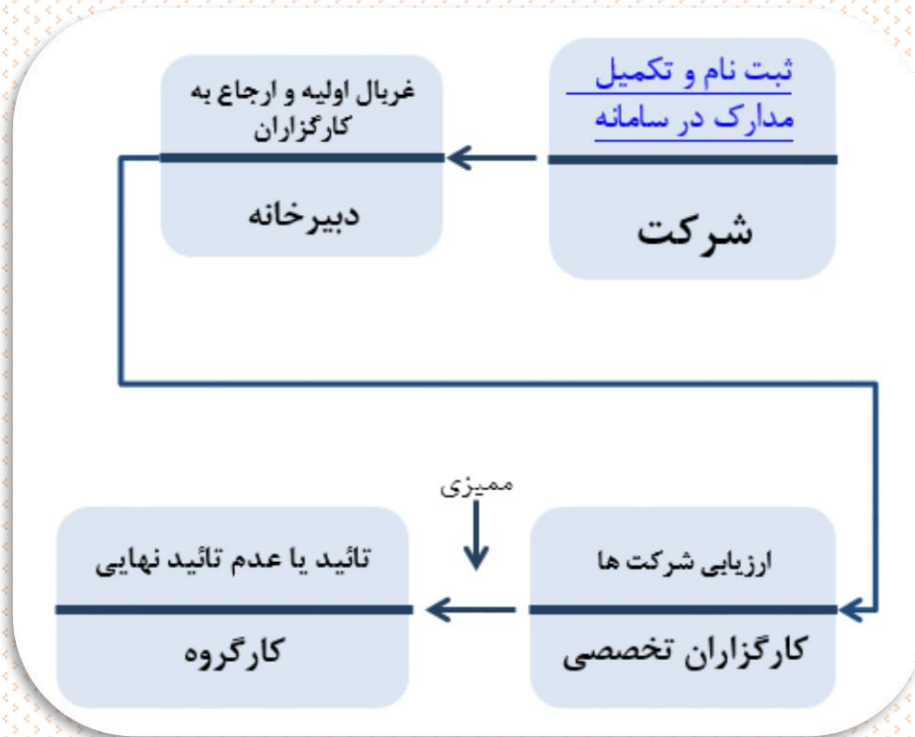 ثبت نام و تکمیل
مدارک در سامانه
شرکت
غربال اولیه و ارجاع به
کارگزاران
دبیرخانه
ممیزی
ارزیابی شرکت ها
کارگزاران تخصصی
تائید یا عدم تائید نهایی
کارگروه